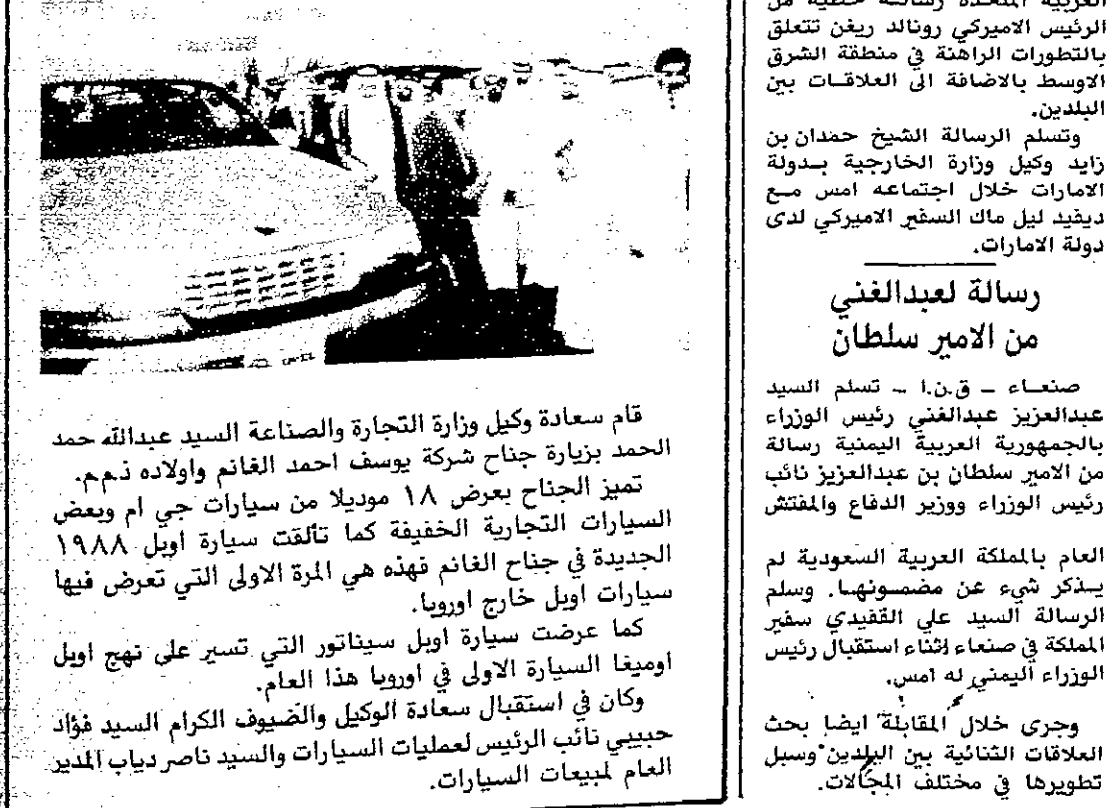 العربية المتحدة رسالة خطية من
الرئيس الاميركي رونالد ريغن تتعلق
بالتطورات الراهنة في منطقة الشرق
الاوسط بالاضافة الى العلاقات بين
البلدين.
وتسلم الرسالة الشيخ حمدان بن
زايد وكيل وزارة الخارجية بدولة
الامارات خلال اجتماعه امس مع
ديفيد ليل ماك السفير الاميركي لدى
دولة الامارات.
رسالة لعبدالغني
من الامير سلطان
صنعاء - ق.ن.ا - تسلم السيد
عبدالعزيز عبدالغني رئيس الوزراء
بالجمهورية العربية اليمنية رسالة
من الامير سلطان بن عبدالعزيز نائب
رئيس الوزراء ووزير الدفاع والمفتش
العام بالمملكة العربية السعودية لم
يذكر شيء عن مضمونها. وسلم
الرسالة السيد علي القفيدي سفير
المملكة في صنعاء اثناء استقبال رئيس
الوزراء اليمني له امس.
وجرى خلال المقابلة ايضا بحث
العلاقات الثنائية بين البلدين وسبل
تطويرها في مختلف المجالات.
قام سعادة وكيل وزارة التجارة والصناعة السيد عبدالله حمد
الحمد بزيارة جناح شركة يوسف احمد الغانم واولاده ذ.م.م.
تميز الجناح بعرض ١٨ موديلا من سيارات جي ام وبعض
السيارات التجارية الخفيفة كما تألقت سيارة اوبل ١٩٨٨
الجديدة في جناح الغانم فهذه هي المرة الاولى التي تعرض فيها
سيارات اوبل خارج اوروبا.
كما عرضت سيارة اوبل سيناتور التي تسير على نهج اوبل
اوميغا السيارة الاولى في اوروبا هذا العام.
وكان في استقبال سعادة الوكيل والضيوف الكرام السيد فؤاد
حبيبي نائب الرئيس لعمليات السيارات والسيد ناصر دياب المدير
العام لمبيعات السيارات.